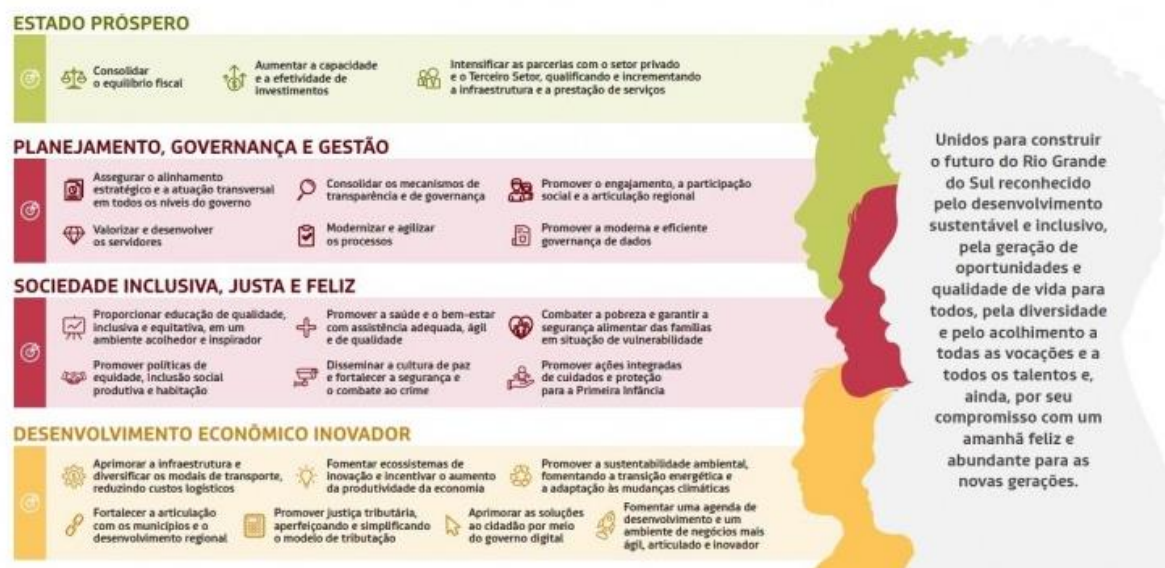 ESTADO PRÓSPERO
Consolidar
o equilíbrio fiscal
Aumentar a capacidade
e a efetividade de
investimentos
Intensificar as parcerias com o setor privado
e o Terceiro Setor, qualificando e incrementando
a infraestrutura e a prestação de serviços
PLANEJAMENTO, GOVERNANÇA E GESTÃO
Assegurar o alinhamento
estratégico e a atuação transversal
em todos os níveis do governo
Consolidar os mecanismos de
transparência e de governança
Promover o engajamento, a participação
social e a articulação regional
Valorizar e desenvolver
os servidores
Modernizar e agilizar
os processos
Promover a moderna e eficiente
governança de dados
SOCIEDADE INCLUSIVA, JUSTA E FELIZ
Proporcionar educação de qualidade,
inclusiva e equitativa, em um
ambiente acolhedor e inspirador
Promover a saúde e o bem-estar
com assistência adequada, ágil
e de qualidade
Combater a pobreza e garantir a
segurança alimentar das famílias
em situação de vulnerabilidade
Promover políticas de
equidade, inclusão social
produtiva e habitação
Disseminar a cultura de paz
e fortalecer a segurança e
o combate ao crime
Promover ações integradas
de cuidados e proteção
para a Primeira Infância
DESENVOLVIMENTO ECONÔMICO INOVADOR
Aprimorar a infraestrutura e
diversificar os modais de transporte,
reduzindo custos logísticos
Fomentar ecossistemas de
inovação e incentivar o aumento
da produtividade da economia
Promover a sustentabilidade ambiental,
fomentando a transição energética e
a adaptação às mudanças climáticas
Fortalecer a articulação
com os municípios e o
desenvolvimento regional
Promover justiça tributária,
aperfeiçoando e simplificando
o modelo de tributação
Aprimorar as soluções
ao cidadão por meio
do governo digital
Fomentar uma agenda de
desenvolvimento e um
ambiente de negócios mais
ágil, articulado e inovador
Unidos para construir
o futuro do Rio Grande
do Sul reconhecido
pelo desenvolvimento
sustentável e inclusivo,
pela geração de
oportunidades e
qualidade de vida para
todos, pela diversidade
e pelo acolhimento a
todas as vocações e a
todos os talentos e,
ainda, por seu
compromisso com um
amanhã feliz e
abundante para as
novas gerações.